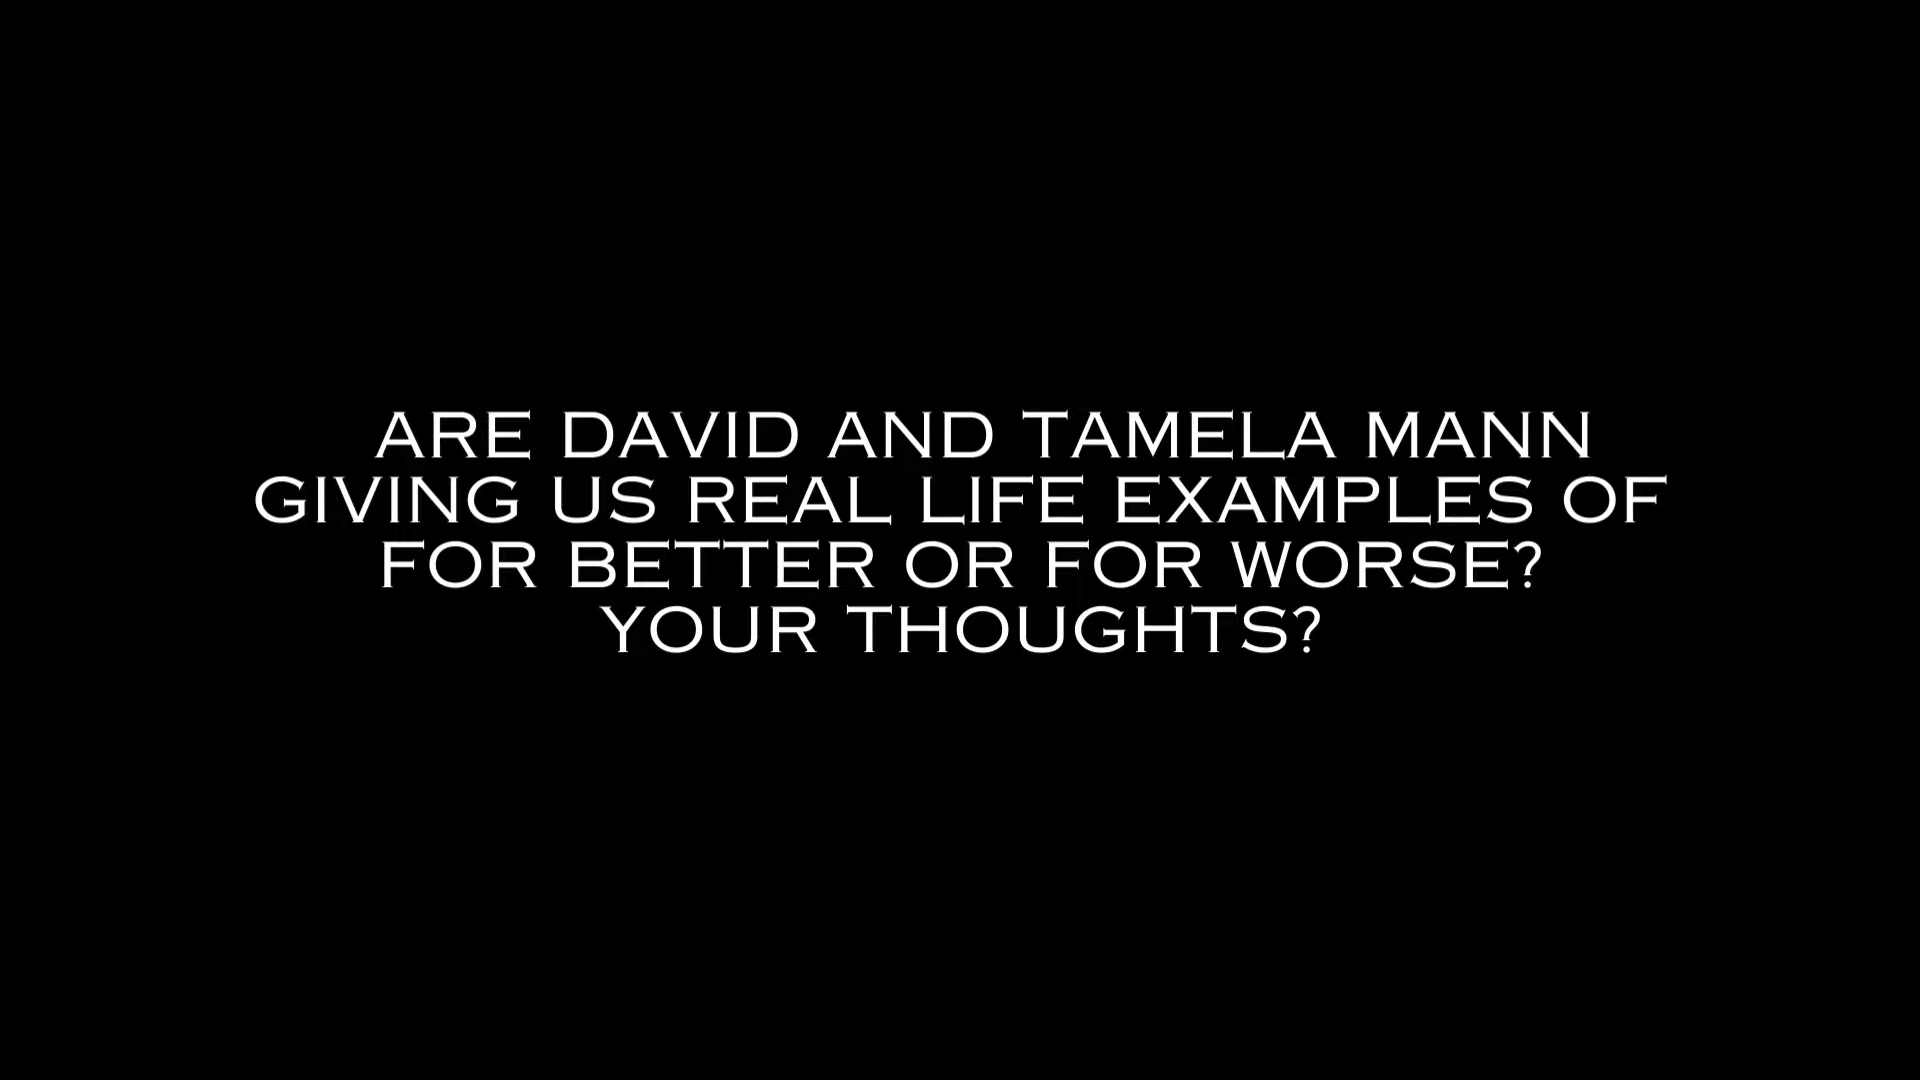 ARE DAVID AND TAMELA MANN
GIVING US REAL LIFE EXAMPLES OF
FOR BETTER OR FOR WORSE?
YOUR THOUGHTS?